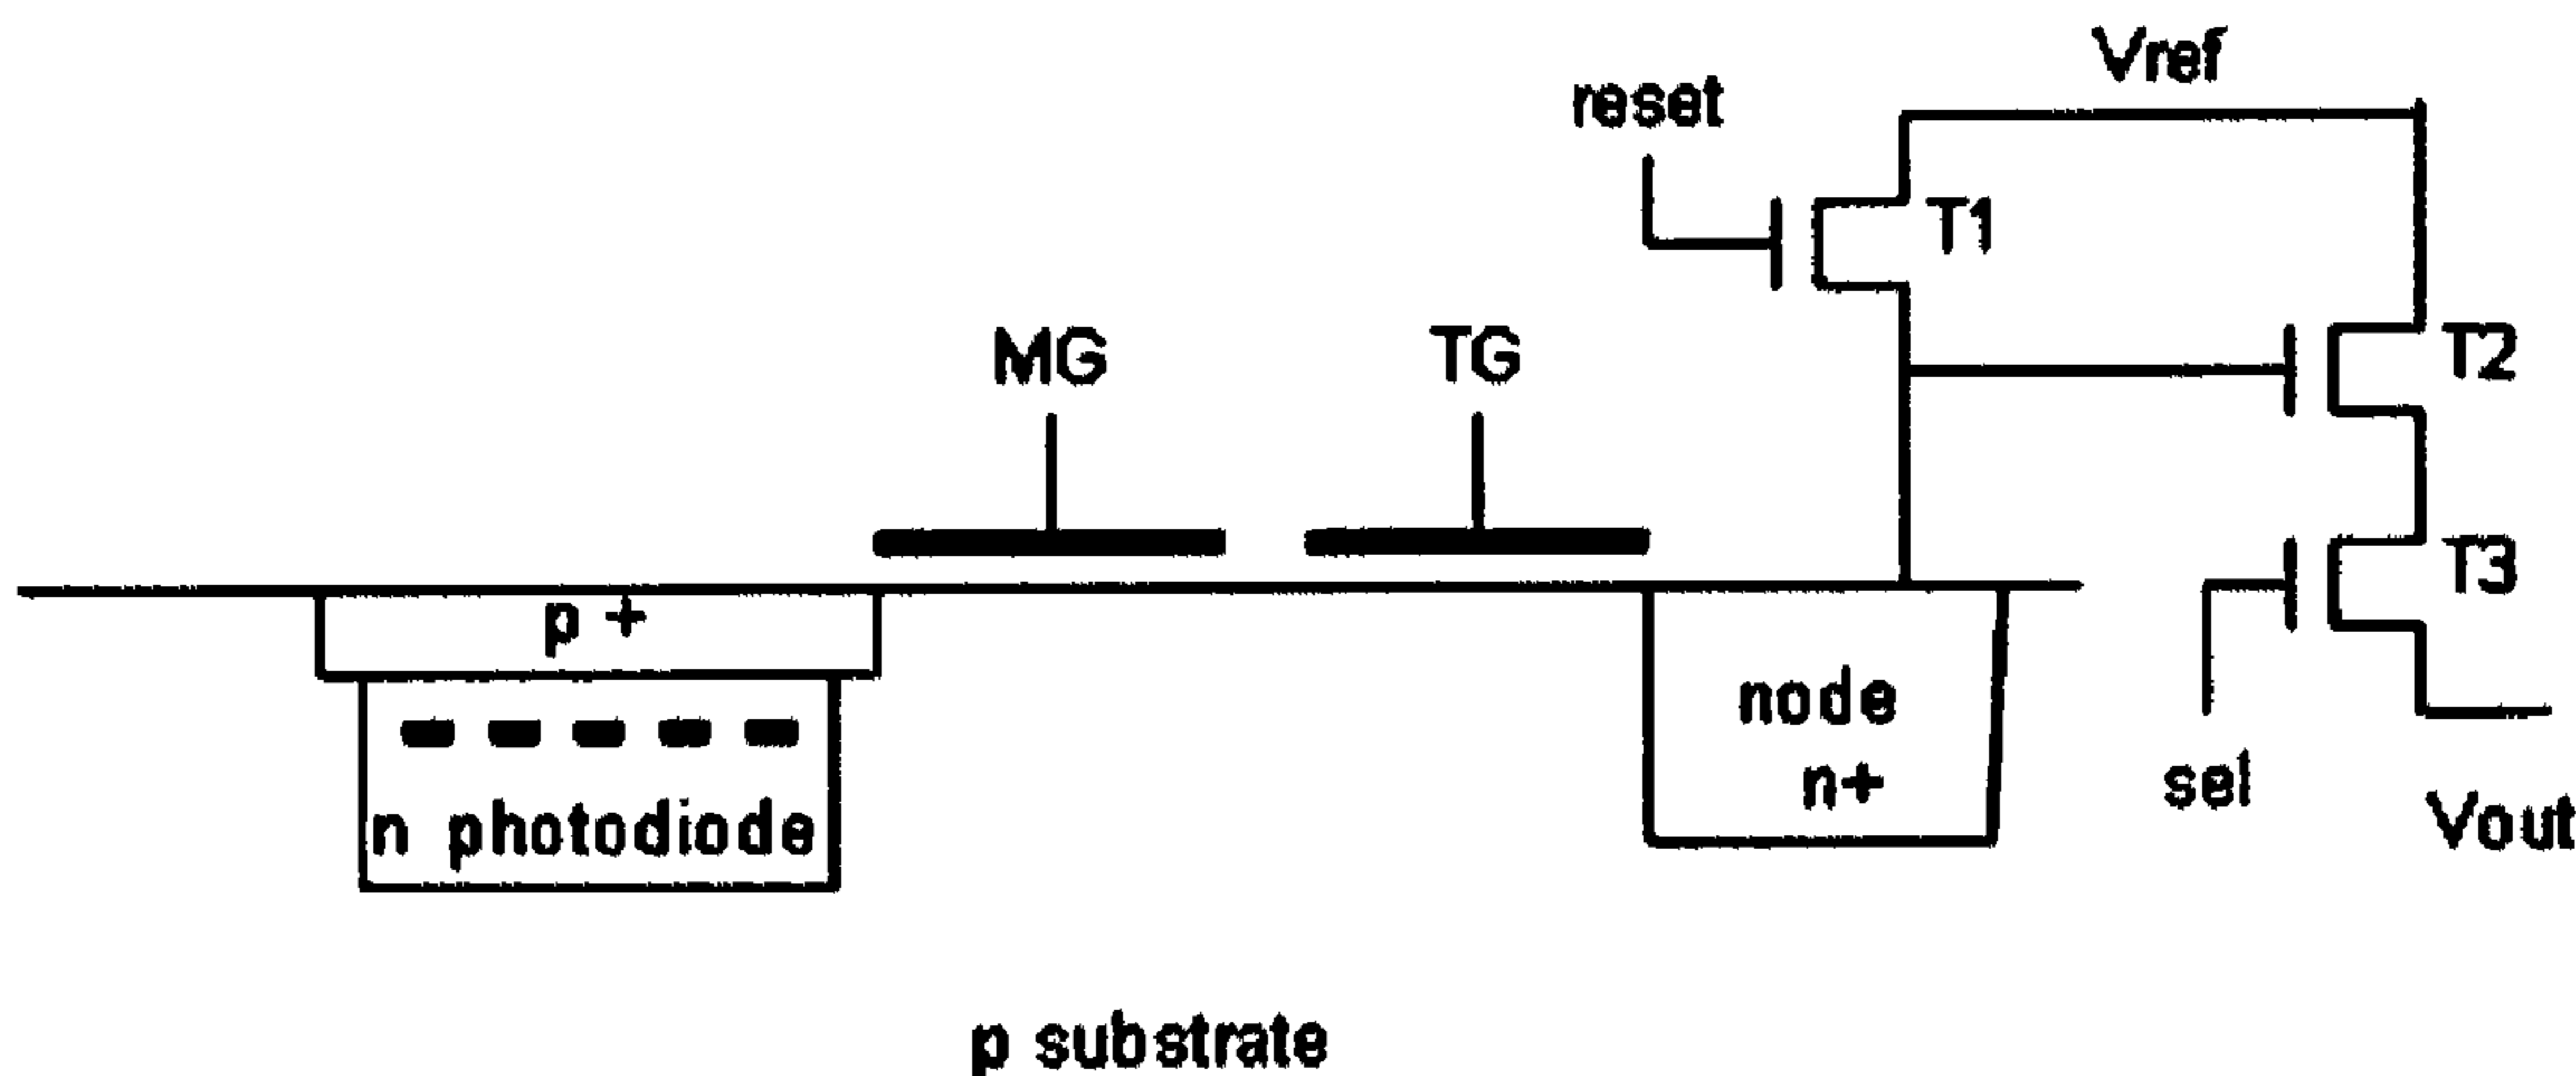 Vref
reset
T1
MG
TG
T2
T3
p +
node
n+
sel
n photodiode
Vout
p substrate